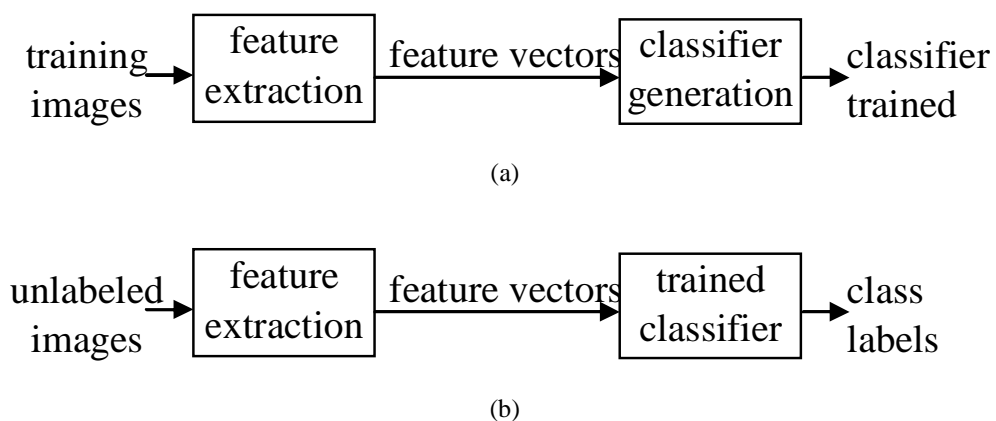 training
images
feature
extraction
feature vectors
classifier
generation
classifier
trained
(a)
unlabeled
images
feature
extraction
feature vectors
trained
classifier
class
labels
(b)